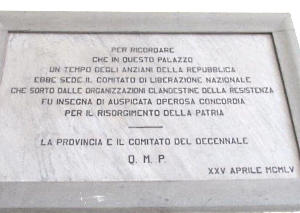 PER RICORDARE
CHE IN QUESTO PALAZZO
UN TEMPO DEGLI ANZIANI DELLA REPUBBLICA
EBBE SEDE IL COMITATO DI LIBERAZIONE NAZIONALE
CHE SORTO DALLE ORGANIZZAZIONI CLANDESTINE DELLA RESISTENZA
FU INSEGNA DI AUSPICATA OPEROSA CONCORDIA
PER IL RISORGIMENTO DELLA PATRIA
LA PROVINCIA E IL COMITATO DEL DECENNALE
Q. M. P.
XXV APRILE MCMLV